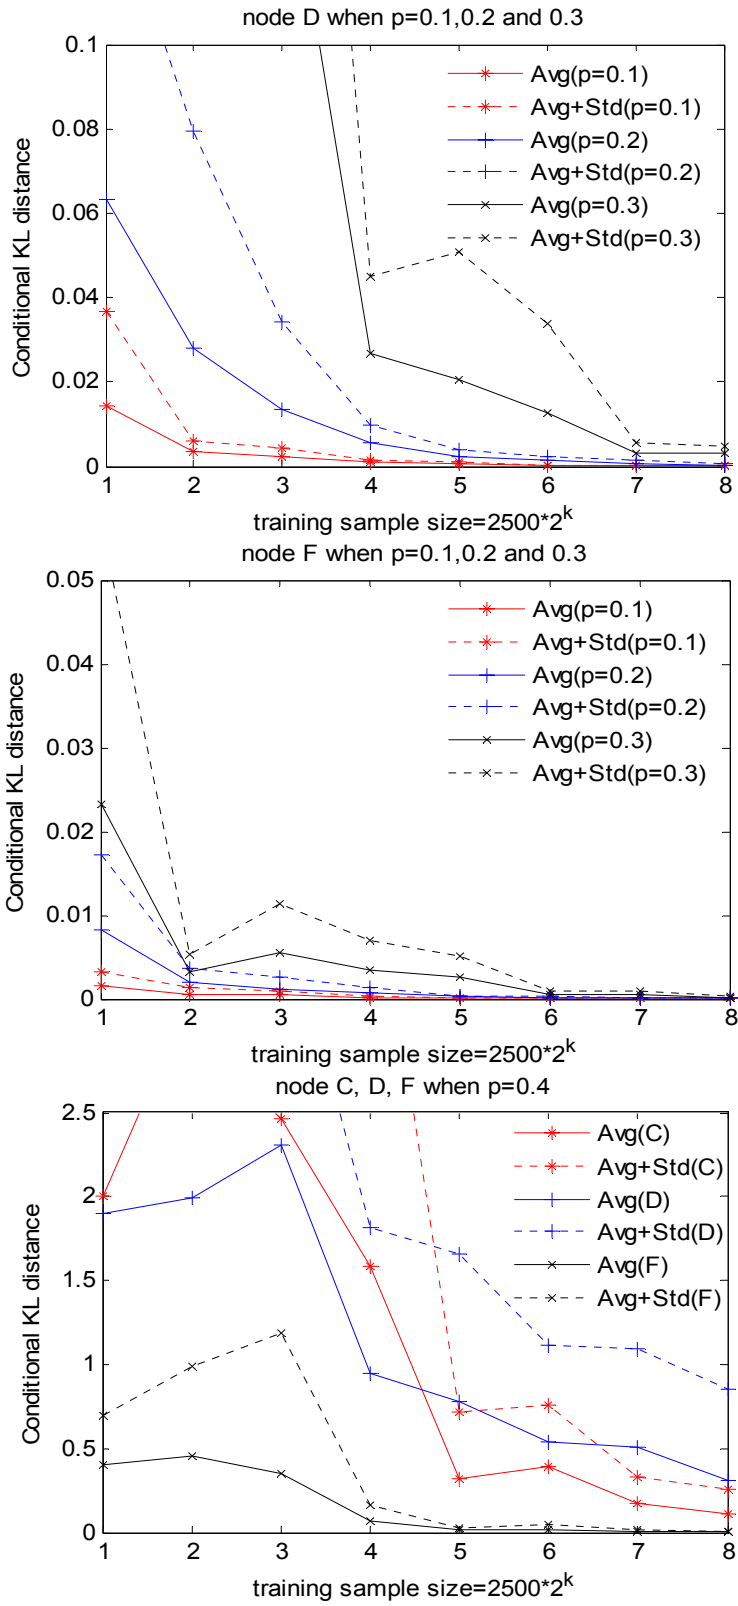 node D when p=0.1,0.2 and 0.3
0.1
0.08
0.06
0.04
0.02
0
Conditional KL distance
Avg(p=0.1)
Avg+Std(p=0.1)
Avg(p=0.2)
Avg+Std(p=0.2)
Avg(p=0.3)
Avg+Std(p=0.3)
1 2 3 4 5 6 7 8
training sample size=2500*2^k
node F when p=0.1,0.2 and 0.3
0.05
0.04
0.03
0.02
0.01
0
Conditional KL distance
Avg(p=0.1)
Avg+Std(p=0.1)
Avg(p=0.2)
Avg+Std(p=0.2)
Avg(p=0.3)
Avg+Std(p=0.3)
1 2 3 4 5 6 7 8
training sample size=2500*2^k
node C, D, F when p=0.4
2.5
2
1.5
1
0.5
0
Conditional KL distance
Avg(C)
Avg+Std(C)
Avg(D)
Avg+Std(D)
Avg(F)
Avg+Std(F)
1 2 3 4 5 6 7 8
training sample size=2500*2^k